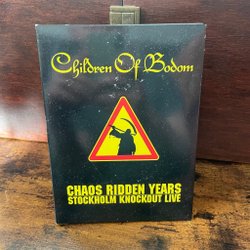 Children Of Bodom
CHAOS RIDDEN YEARS
STOCKHOLM KNOCKOUT LIVE